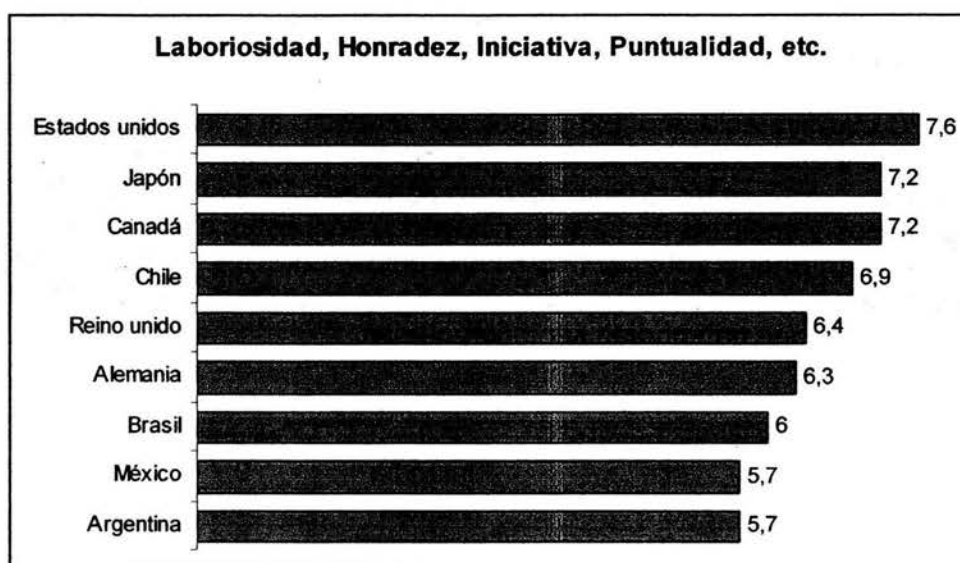 Laboriosidad, Honradez, Iniciativa, Puntualidad, etc.
Estados unidos 7,6
Japón 7,2
Canadá 7,2
Chile 6,9
Reino unido 6,4
Alemania 6,3
Brasil 6
México 5,7
Argentina 5,7